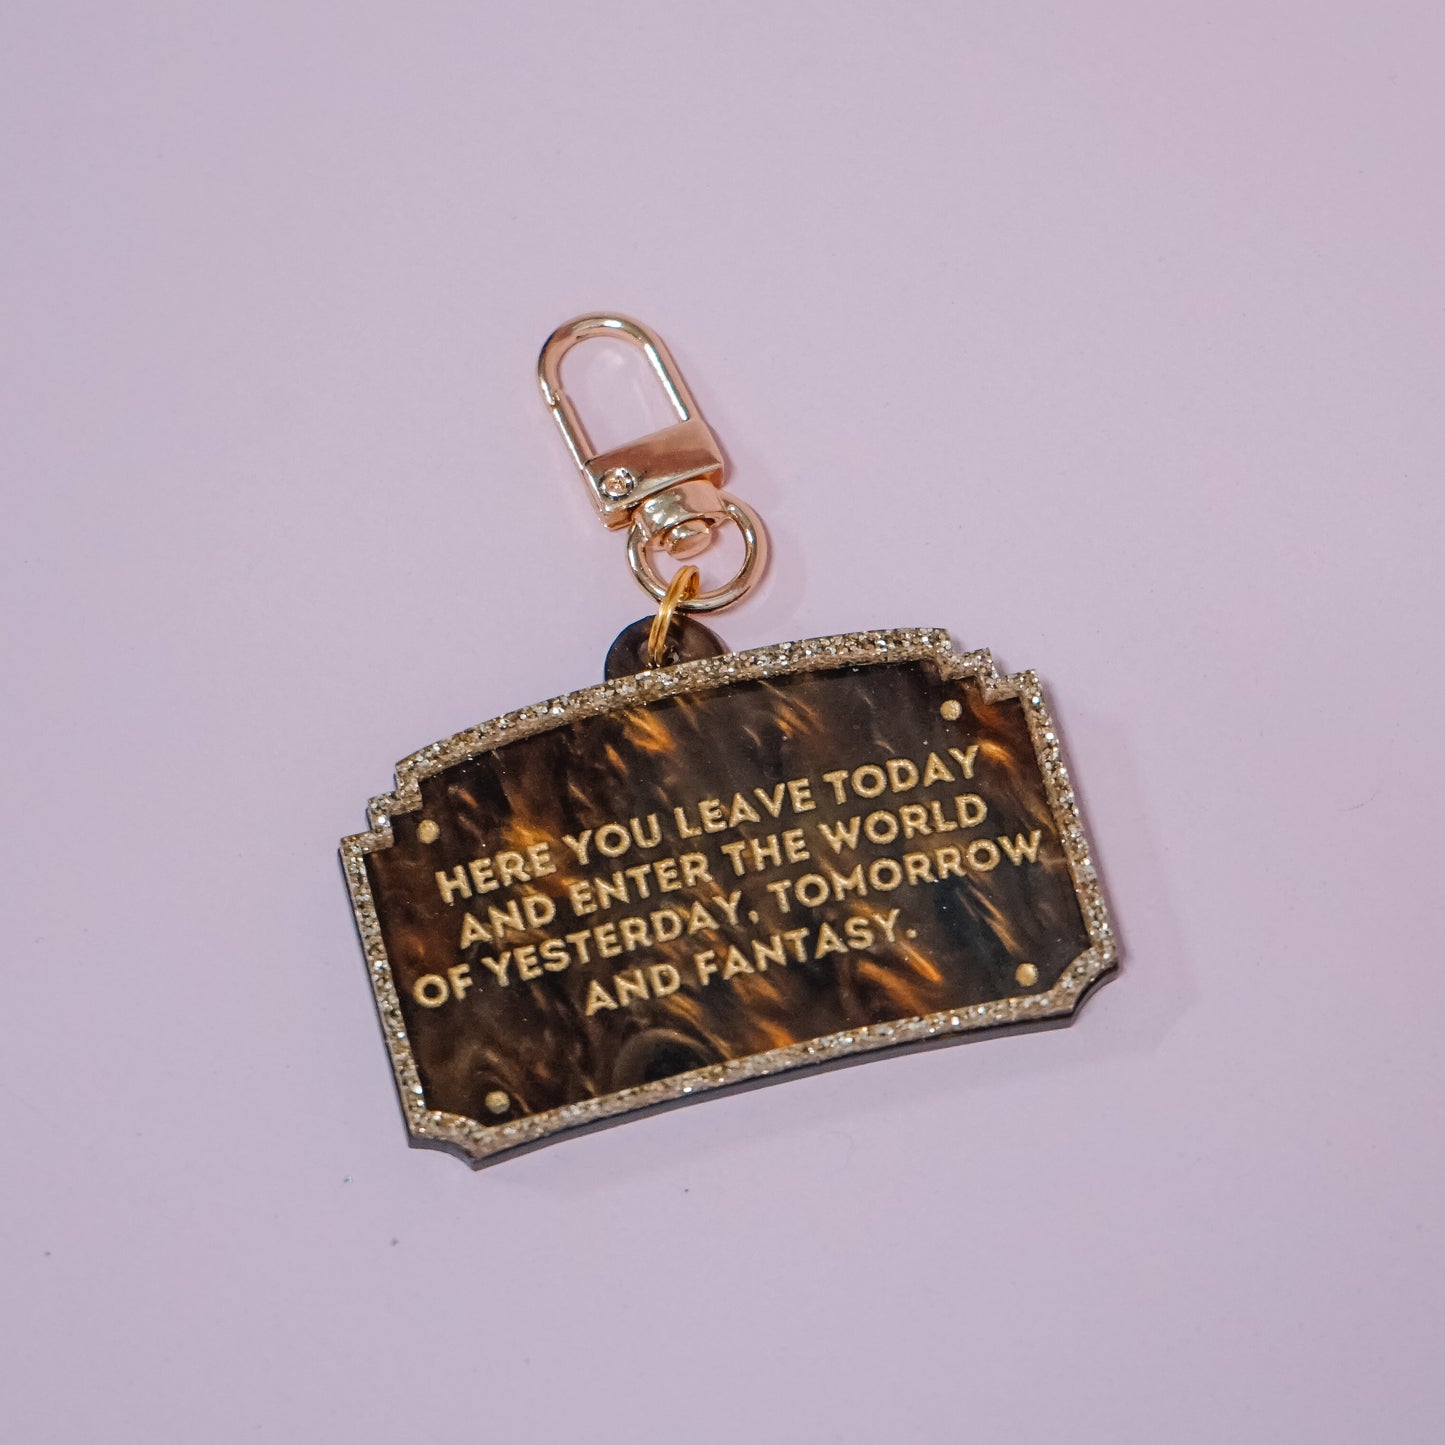 HERE YOU LEAVE TODAY
AND ENTER THE WORLD
OF YESTERDAY, TOMORROW
AND FANTASY.